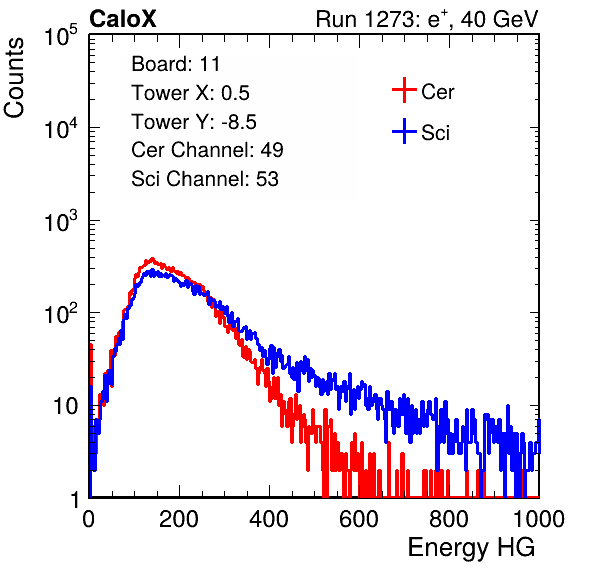 CaloX Run 1273: e⁺, 40 GeV
Counts
Board: 11
Tower X: 0.5
Tower Y: -8.5
Cer Channel: 49
Sci Channel: 53
Cer
Sci
10⁵
10⁴
10³
10²
10
1
0 200 400 600 800 1000
Energy HG